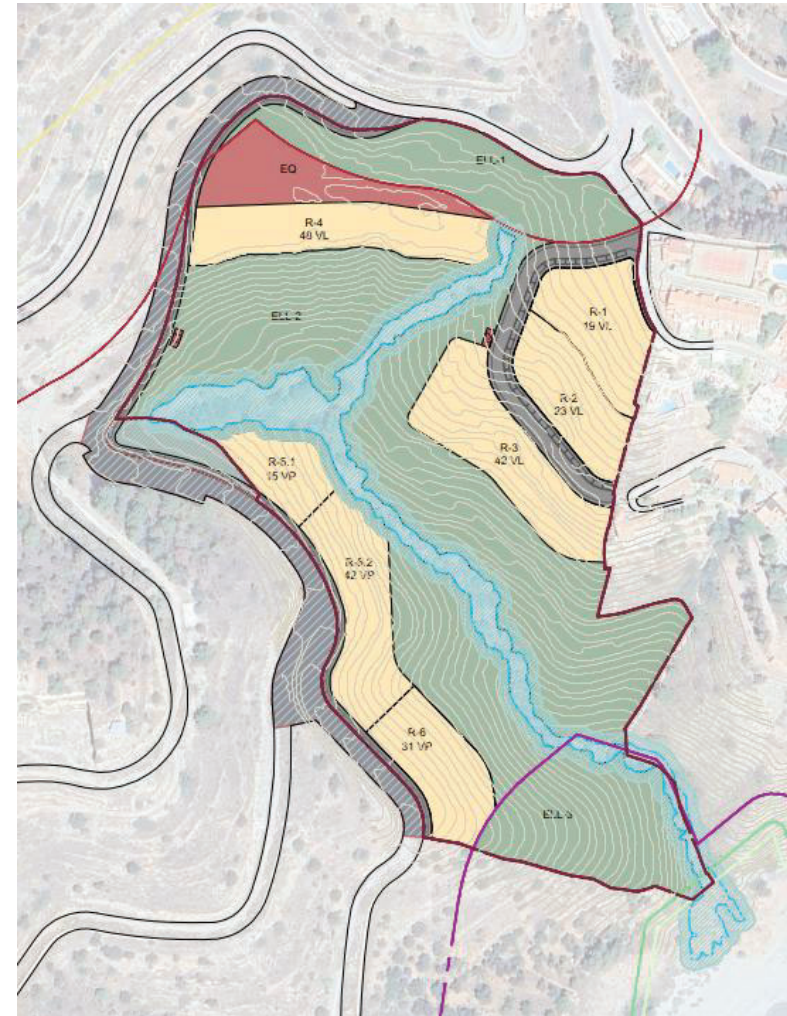 ELL-1
EQ
R-4
48 VL
ELL-2
R-1
19 VL
R-2
23 VL
R-3
42 VL
R-5.1
15 VP
R-5.2
42 VP
R-6
31 VP
ELL-3